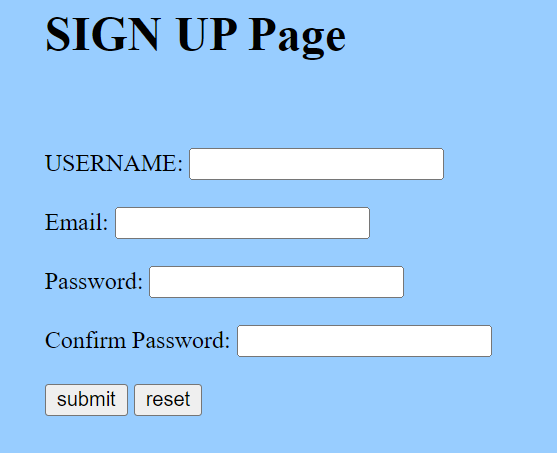 SIGN UP Page
USERNAME:
Email:
Password:
Confirm Password:
submit reset